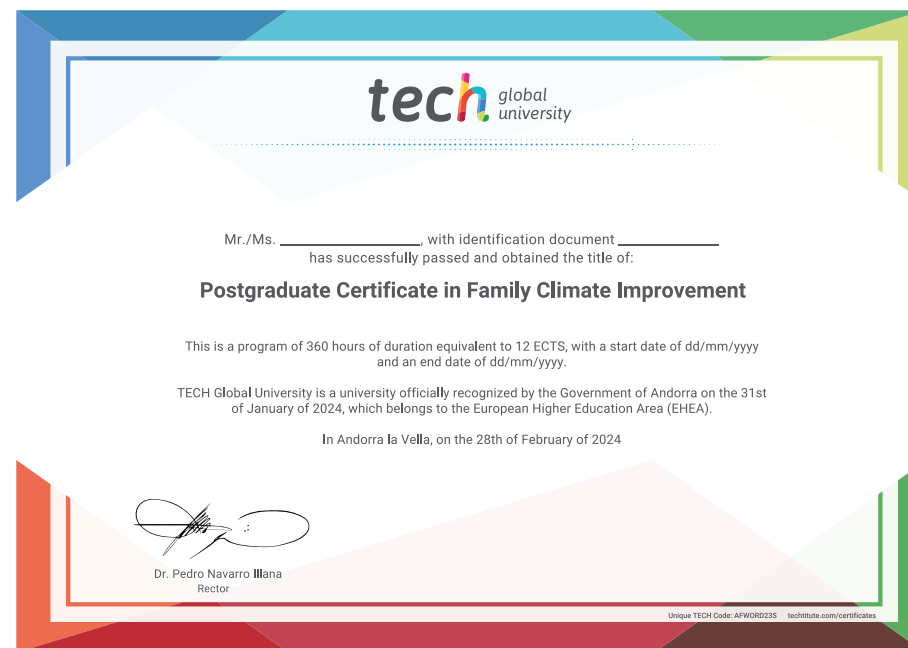 tech global
university
Mr./Ms. ____________________, with identification document ______________
has successfully passed and obtained the title of:
Postgraduate Certificate in Family Climate Improvement
This is a program of 360 hours of duration equivalent to 12 ECTS, with a start date of dd/mm/yyyy
and an end date of dd/mm/yyyy.
TECH Global University is a university officially recognized by the Government of Andorra on the 31st
of January of 2024, which belongs to the European Higher Education Area (EHEA).
In Andorra la Vella, on the 28th of February of 2024
Dr. Pedro Navarro Illana
Rector
Unique TECH Code: AFWORD23S techtitute.com/certificates